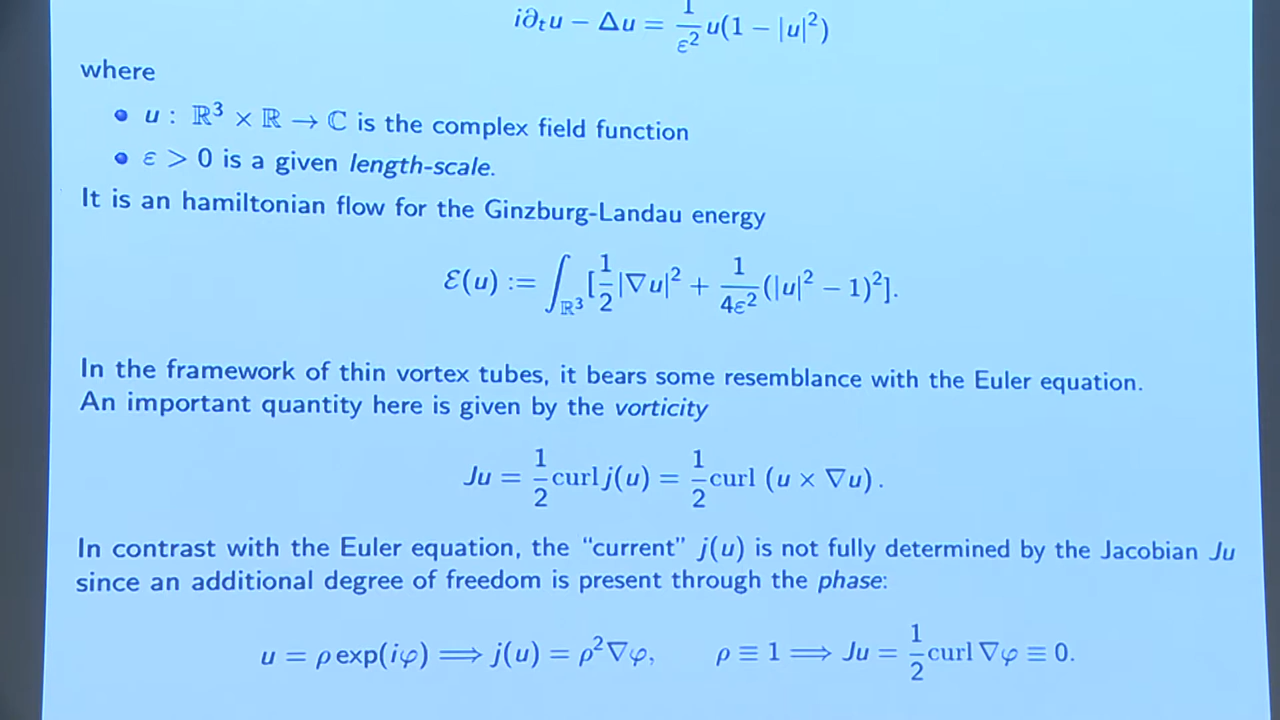 i∂ₜu − Δu = 1/ε² u(1 − |u|²)
where
• u : ℝ³ × ℝ → ℂ is the complex field function
• ε > 0 is a given length-scale.
It is an hamiltonian flow for the Ginzburg-Landau energy
ℰ(u) := ∫_ℝ³ [1/2 |∇u|² + 1/4ε² (|u|² − 1)²].
In the framework of thin vortex tubes, it bears some resemblance with the Euler equation.
An important quantity here is given by the vorticity
Ju = 1/2 curl j(u) = 1/2 curl (u × ∇u).
In contrast with the Euler equation, the “current” j(u) is not fully determined by the Jacobian Ju
since an additional degree of freedom is present through the phase:
u = ρ exp(iφ) ⟹ j(u) = ρ²∇φ, ρ ≡ 1 ⟹ Ju = 1/2 curl ∇φ ≡ 0.